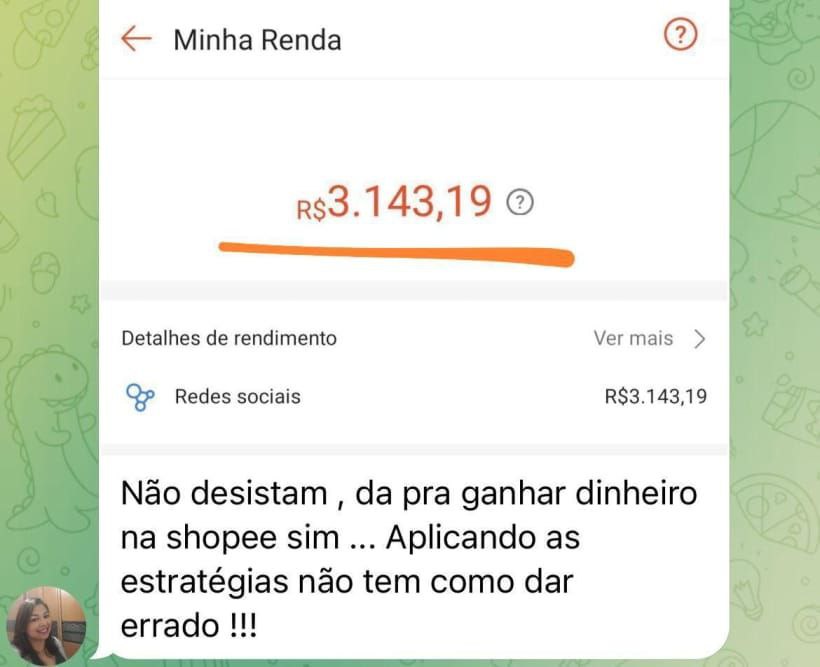 Minha Renda
R$3.143,19
Detalhes de rendimento Ver mais
Redes sociais R$3.143,19
Não desistam , da pra ganhar dinheiro
na shopee sim ... Aplicando as
estratégias não tem como dar
errado !!!